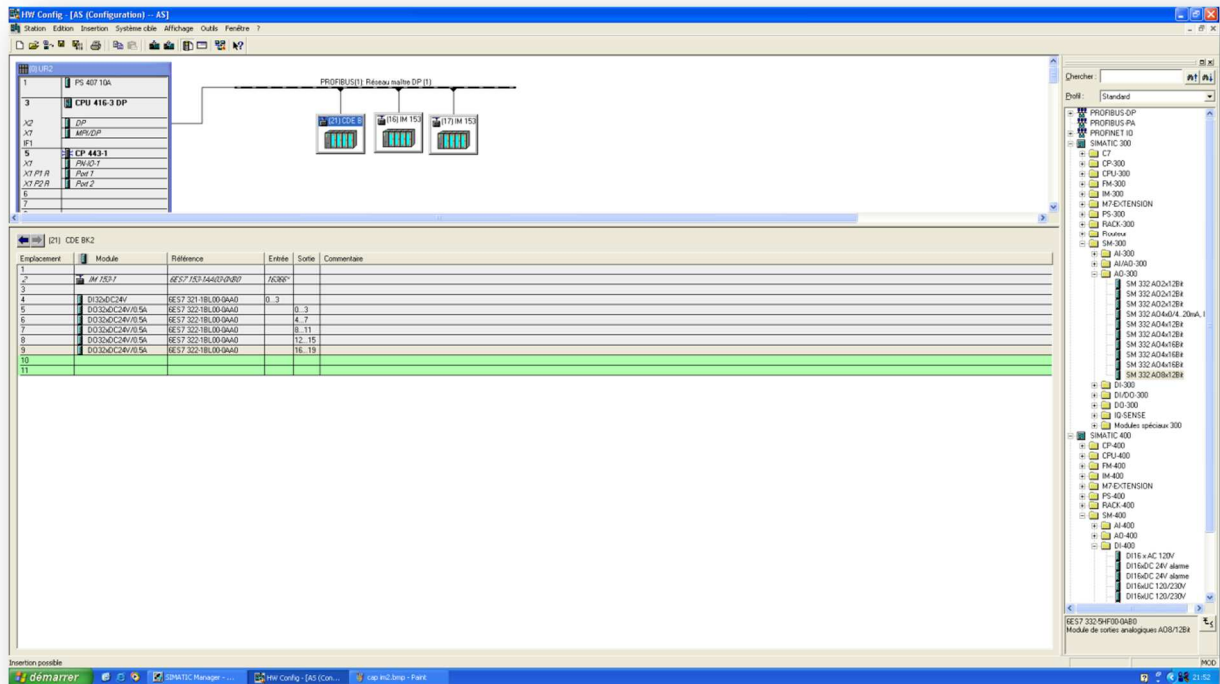 HW Config - [AS (Configuration) -- AS]
Station Edition Insertion Système cible Affichage Outils Fenêtre ?
(0) UR2
1 PS 407 10A
3 CPU 416-3 DP
X2 DP
X1 MPI/DP
IF1
5 CP 443-1
X1 PN-IO-1
X1 P1 R Port 1
X1 P2 R Port 2
6
7
PROFIBUS(1): Réseau maître DP (1)
(21) CDE B
(16) IM 153
(17) IM 153
(21) CDE BK2
Emplacement Module Référence Entrée Sortie Commentaire
1
2 IM 153-1 6ES7 153-1AA03-0XB0 16366*
3
4 DI32xDC24V 6ES7 321-1BL00-0AA0 0...3
5 DO32xDC24V/0.5A 6ES7 322-1BL00-0AA0 0...3
6 DO32xDC24V/0.5A 6ES7 322-1BL00-0AA0 4...7
7 DO32xDC24V/0.5A 6ES7 322-1BL00-0AA0 8...11
8 DO32xDC24V/0.5A 6ES7 322-1BL00-0AA0 12...15
9 DO32xDC24V/0.5A 6ES7 322-1BL00-0AA0 16...19
10
11
Chercher:
Profil: Standard
PROFIBUS-DP
PROFIBUS-PA
PROFINET IO
SIMATIC 300
C7
CP-300
CPU-300
FM-300
IM-300
M7-EXTENSION
PS-300
RACK-300
Routeur
SM-300
AI-300
AI/AO-300
AO-300
SM 332 AO2x12Bit
SM 332 AO2x12Bit
SM 332 AO2x12Bit
SM 332 AO4x0/4...20mA, I
SM 332 AO4x12Bit
SM 332 AO4x12Bit
SM 332 AO4x16Bit
SM 332 AO4x16Bit
SM 332 AO4x16Bit
SM 332 AO8x12Bit
DI-300
DI/DO-300
DO-300
IQ-SENSE
Modules spéciaux 300
SIMATIC 400
CP-400
CPU-400
FM-400
IM-400
M7-EXTENSION
PS-400
RACK-400
SM-400
AI-400
AO-400
DI-400
DI16 x AC 120V
DI16xDC 24V alarme
DI16xDC 24V alarme
DI16xUC 120/230V
DI16xUC 120/230V
6ES7 332-5HF00-0AB0
Module de sorties analogiques AO8/12Bit
Insertion possible
MOD
démarrer
SIMATIC Manager - ...
HW Config - [AS (Con...
cap im2.bmp - Paint
21:52